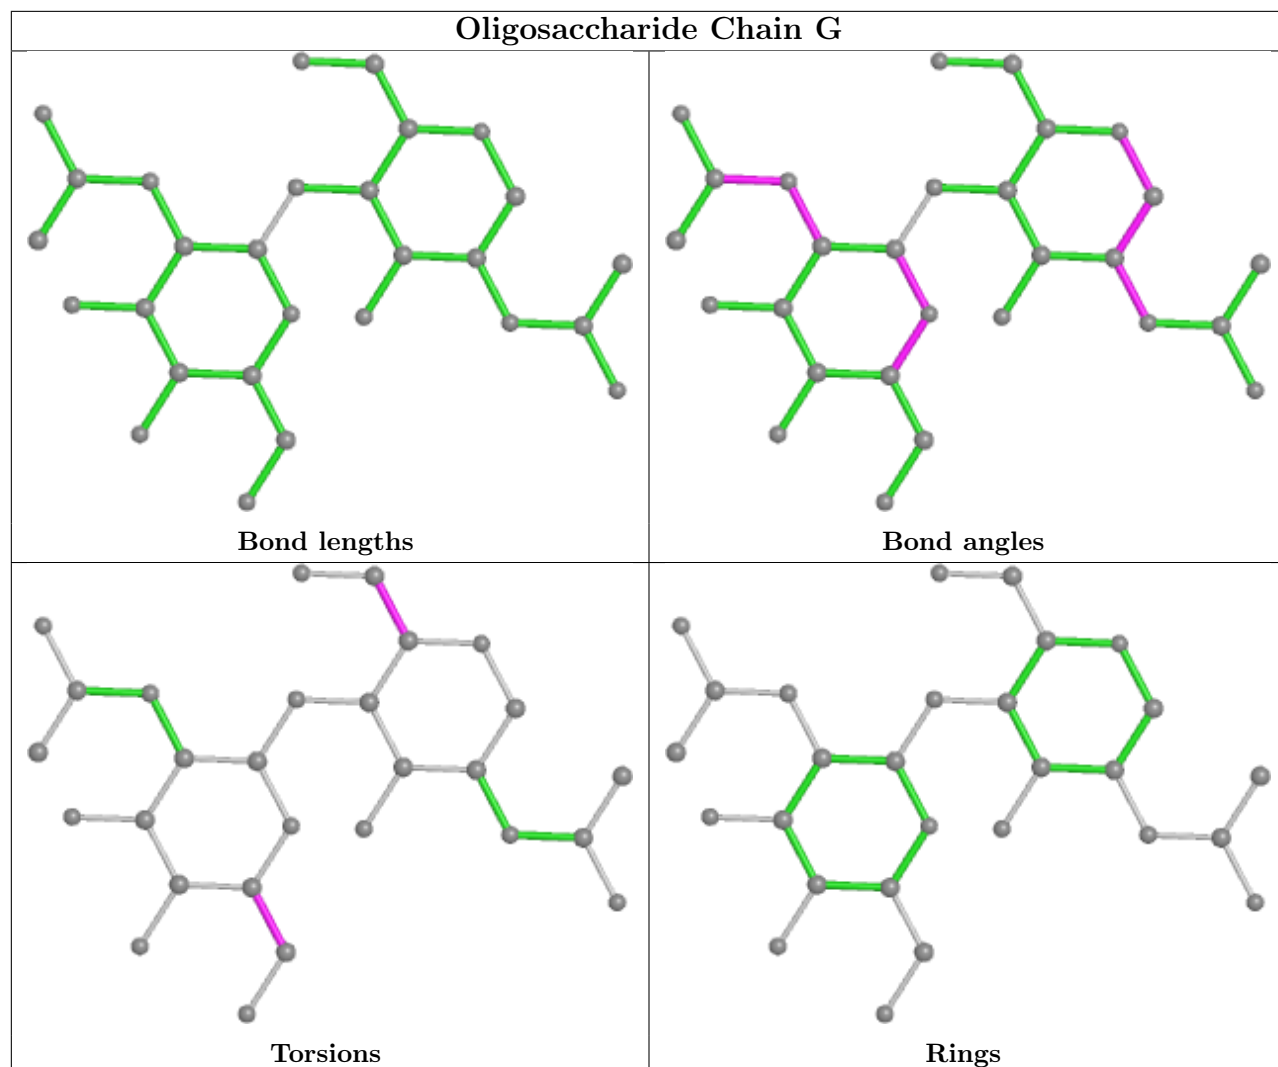 Oligosaccharide Chain G
Bond lengths
Bond angles
Torsions
Rings